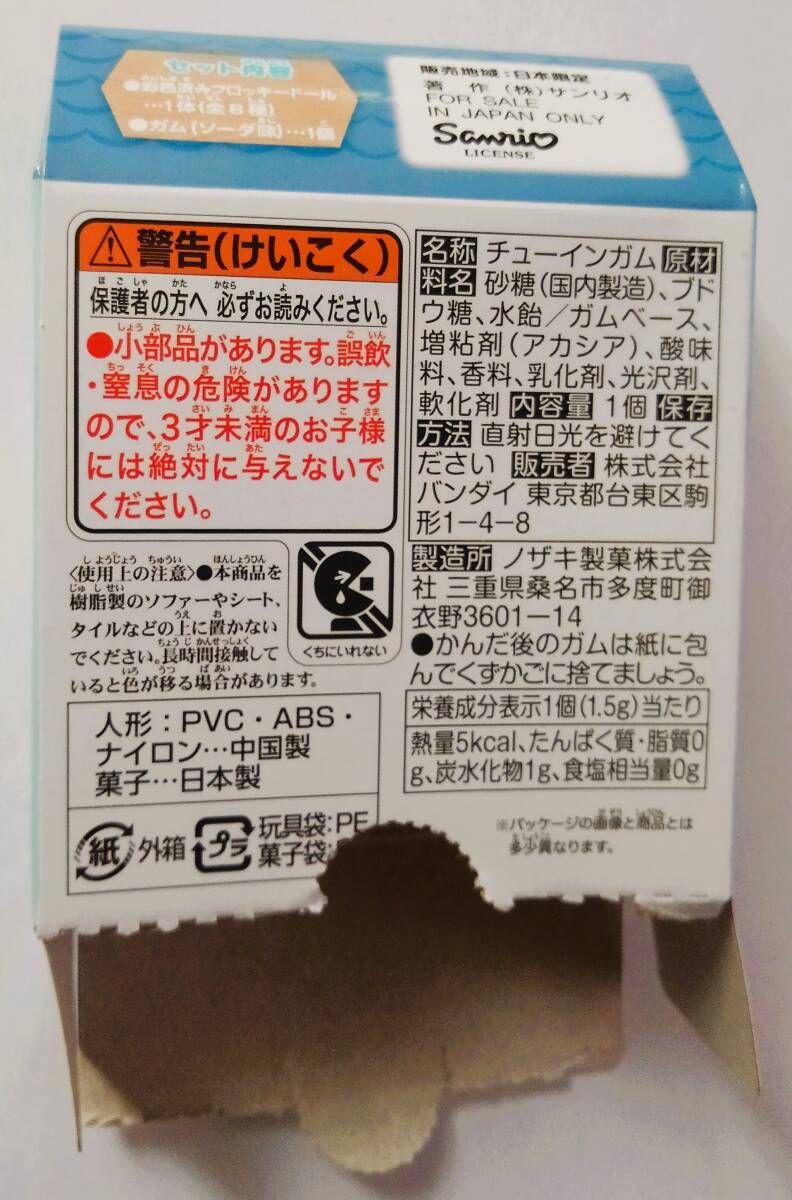 セット内容
●彩色済みフロッキードール
…1体(全8種)
●ガム(ソーダ味)…1個
販売地域:日本限定
著 作 (株)サンリオ
FOR SALE
IN JAPAN ONLY
Sanrio
LICENSE
警告(けいこく)
保護者の方へ 必ずお読みください。
●小部品があります。誤飲
・窒息の危険があります
ので、3才未満のお子様
には絶対に与えないで
ください。
〈使用上の注意〉●本商品を
樹脂製のソファーやシート、
タイルなどの上に置かない
でください。長時間接触して
いると色が移る場合があります。
くちにいれない
人形:PVC・ABS・
ナイロン…中国製
菓子…日本製
紙 外箱 プラ 玩具袋:PE
菓子袋:
名称 チューインガム 原材
料名 砂糖(国内製造)、ブド
ウ糖、水飴/ガムベース、
増粘剤(アカシア)、酸味
料、香料、乳化剤、光沢剤、
軟化剤 内容量 1個 保存
方法 直射日光を避けてく
ださい 販売者 株式会社
バンダイ 東京都台東区駒
形1-4-8
製造所 ノザキ製菓株式会
社 三重県桑名市多度町御
衣野3601-14
●かんだ後のガムは紙に包
んでくずかごに捨てましょう。
栄養成分表示1個(1.5g)当たり
熱量5kcal、たんぱく質・脂質0
g、炭水化物1g、食塩相当量0g
※パッケージの画像と商品とは
多少異なります。